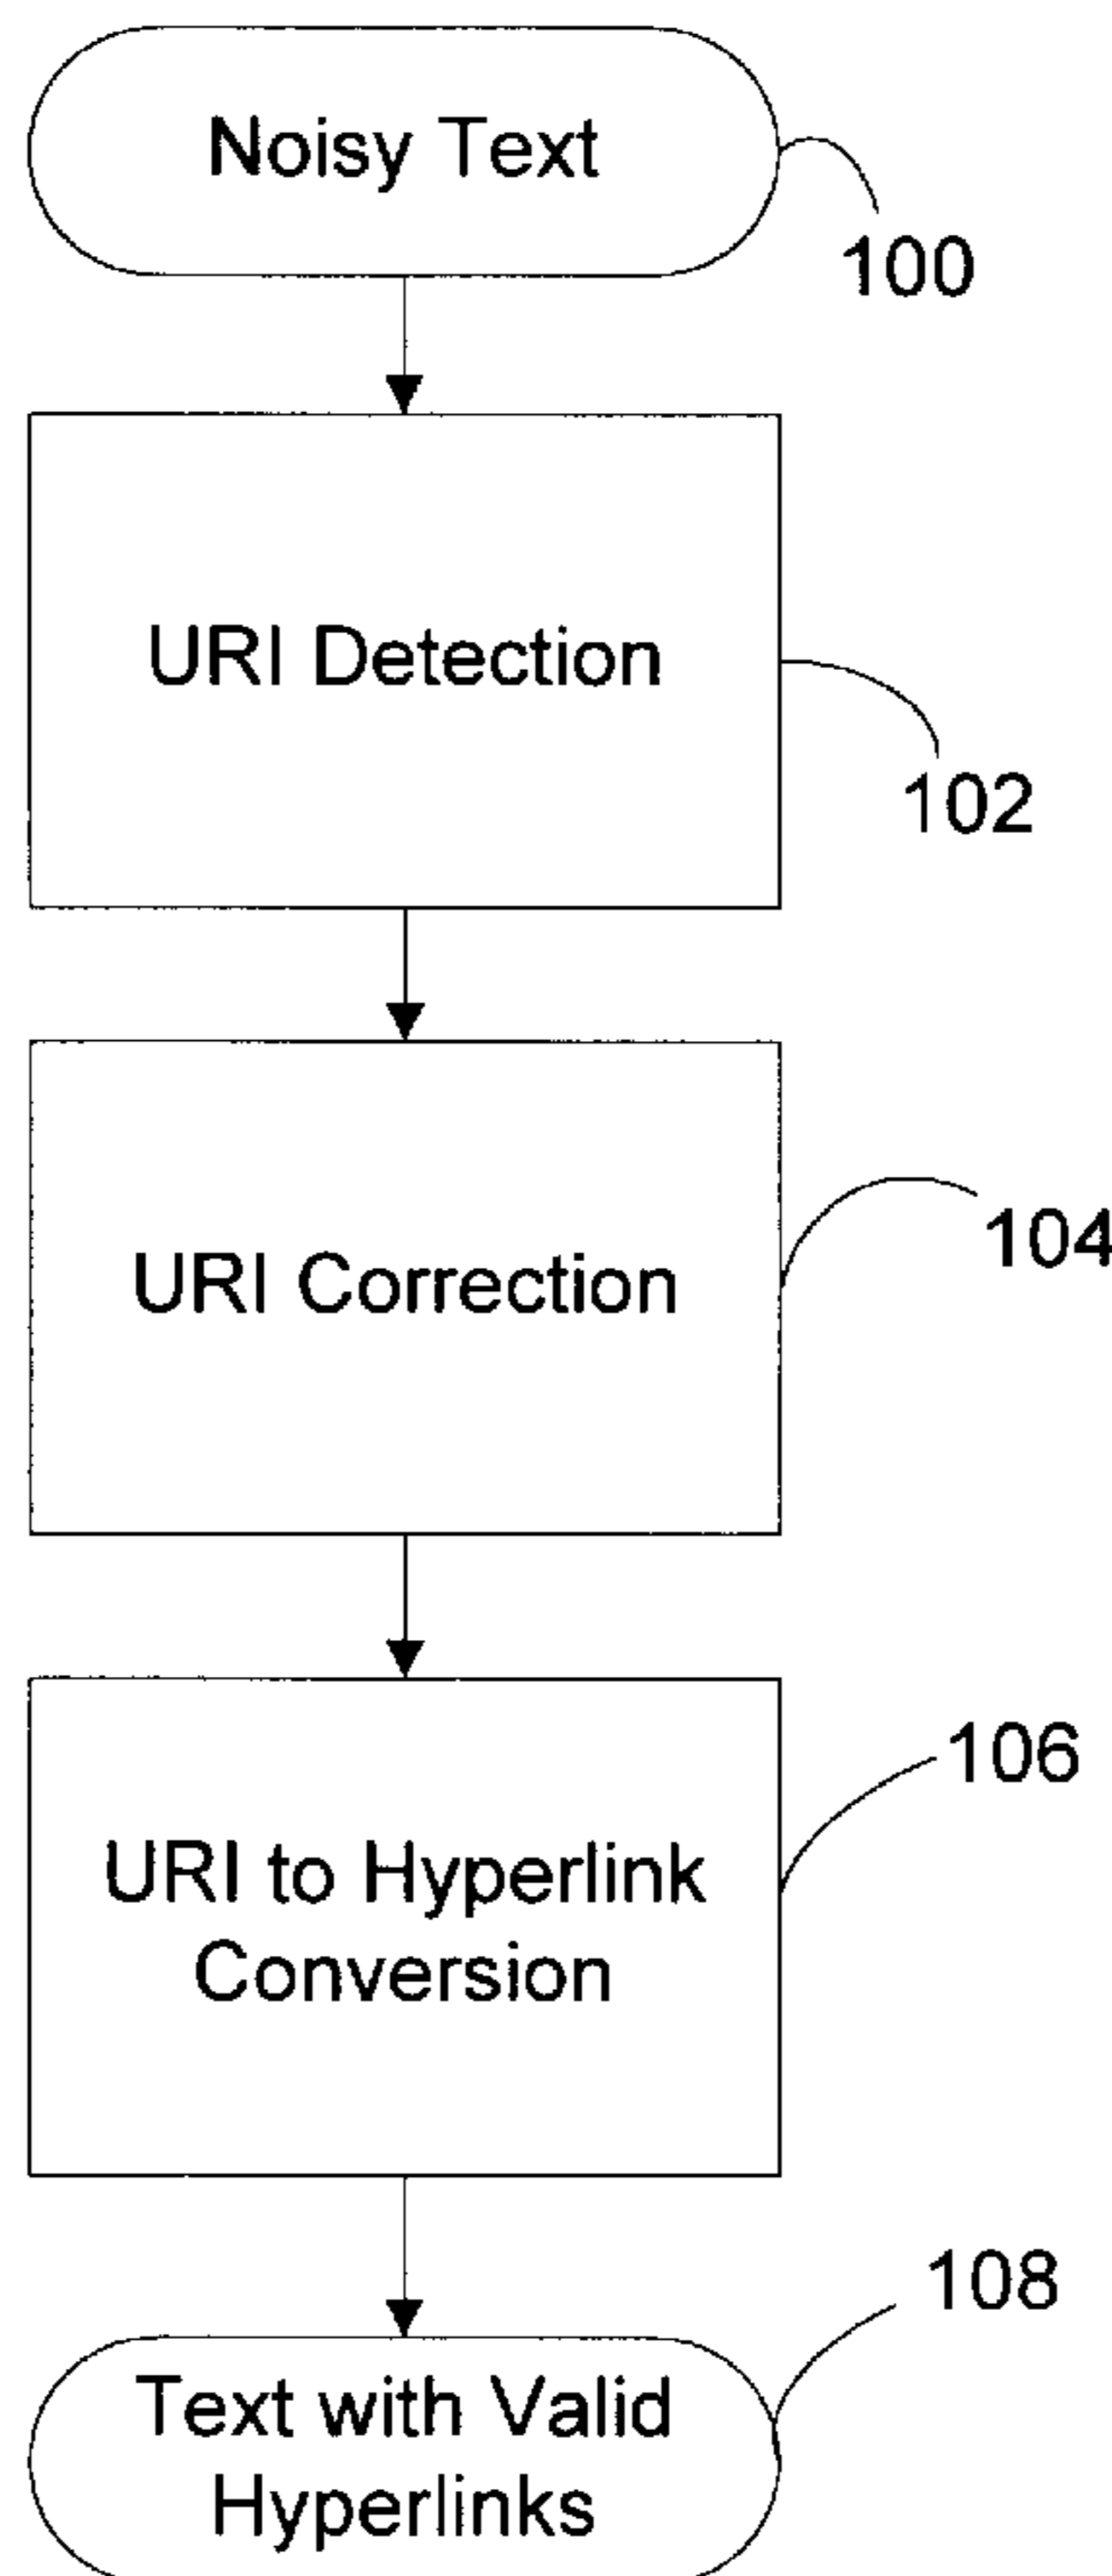 Noisy Text
100
URI Detection
102
URI Correction
104
URI to Hyperlink
Conversion
106
Text with Valid
Hyperlinks
108